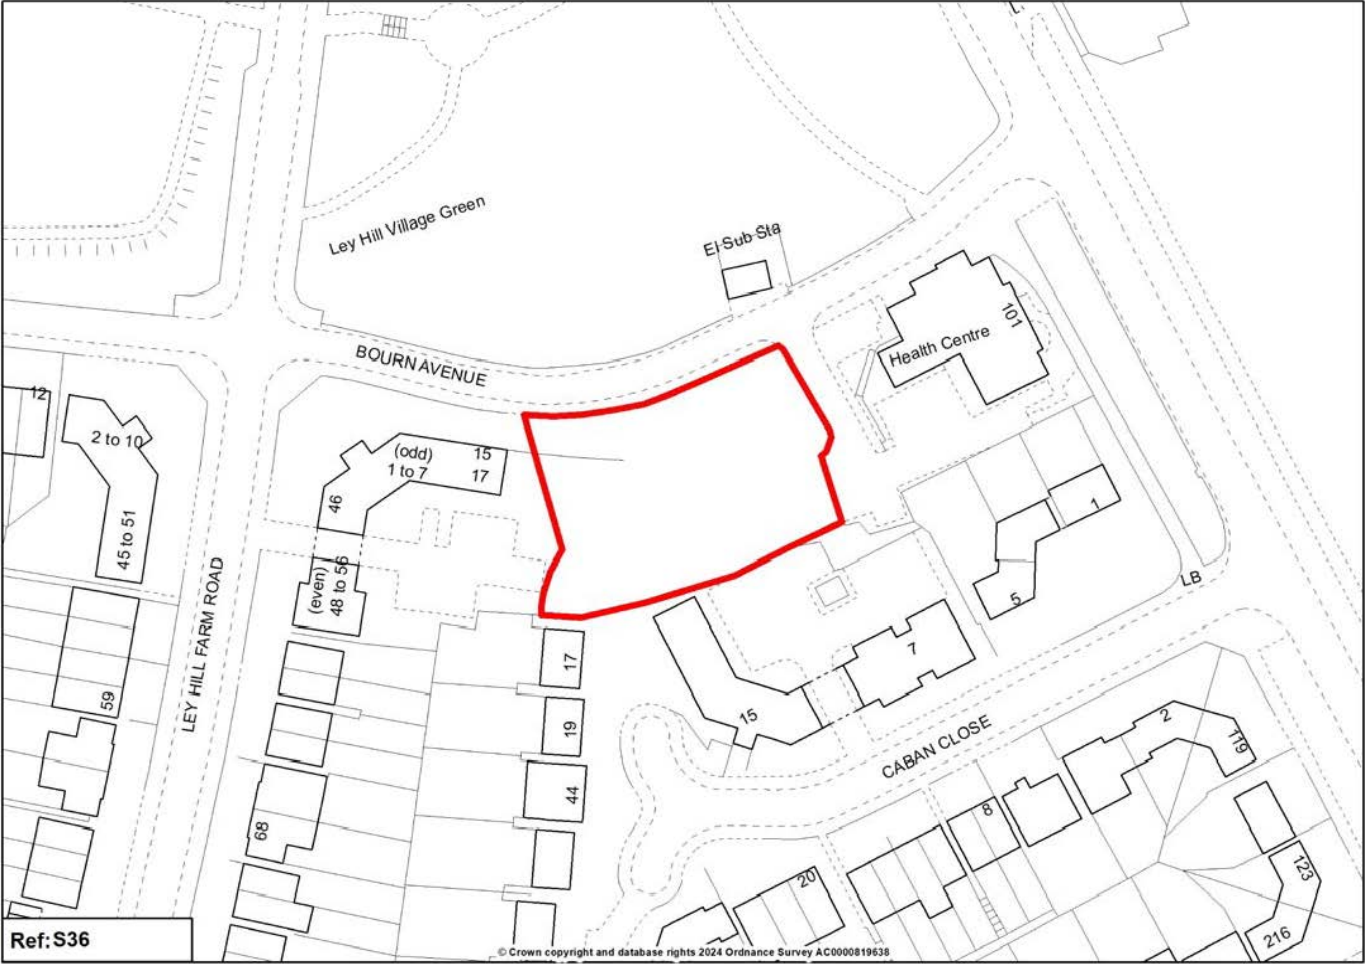 Ley Hill Village Green
El Sub Sta
101
Health Centre
BOURN AVENUE
12
2 to 10
45 to 51
(odd)
1 to 7
15
17
46
(even)
48 to 56
LEY HILL FARM ROAD
59
68
17
19
44
15
7
5
1
LB
CABAN CLOSE
2
119
8
20
123
216
Ref:S36
© Crown copyright and database rights 2024 Ordnance Survey AC0000819638